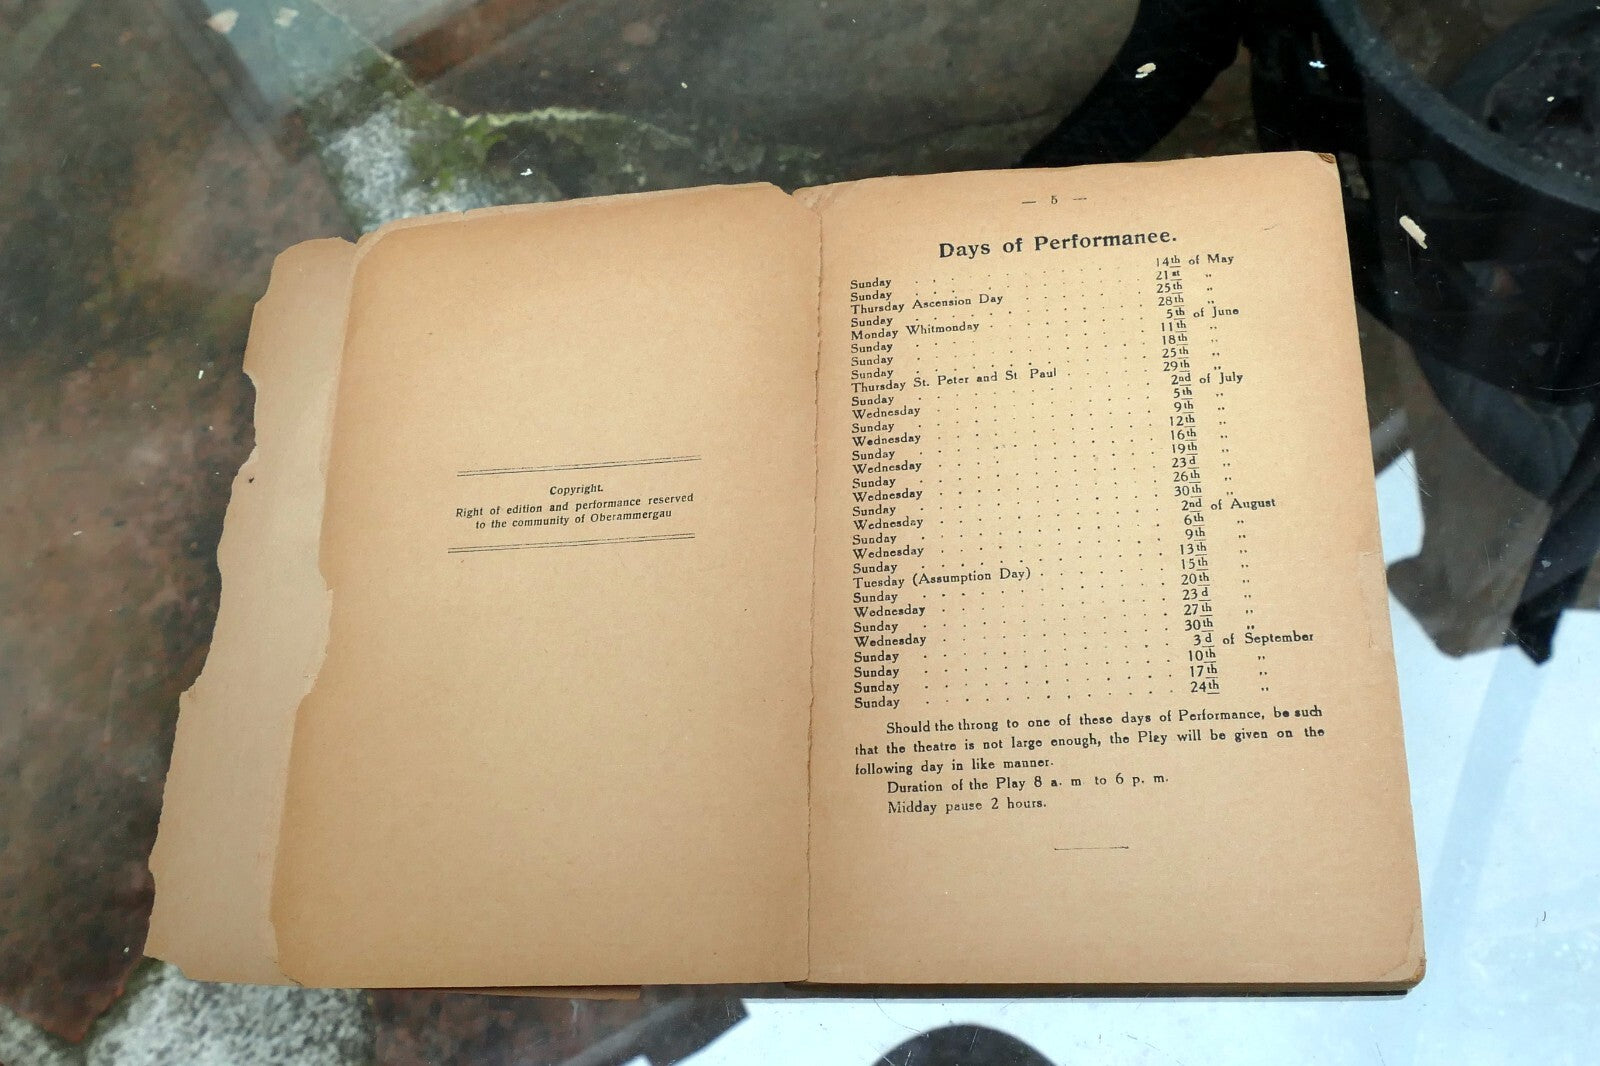 Copyright.
Right of edition and performance reserved
to the community of Oberammergau
— 5 —
Days of Performanee.
Sunday . . . . . . . . . . 14th of May
Sunday . . . . . . . . . . 21st „
Thursday Ascension Day . . . . . . 25th „
Sunday . . . . . . . . . . 28th „
Monday Whitmonday . . . . . . . 5th of June
Sunday . . . . . . . . . . 11th „
Sunday . . . . . . . . . . 18th „
Sunday . . . . . . . . . . 25th „
Thursday St. Peter and St Paul . . . . 29th „
Sunday . . . . . . . . . . 2nd of July
Wednesday . . . . . . . . . 5th „
Sunday . . . . . . . . . . 9th „
Wednesday . . . . . . . . . 12th „
Sunday . . . . . . . . . . 16th „
Wednesday . . . . . . . . . 19th „
Sunday . . . . . . . . . . 23d „
Wednesday . . . . . . . . . 26th „
Sunday . . . . . . . . . . 30th „
Wednesday . . . . . . . . . 2nd of August
Sunday . . . . . . . . . . 6th „
Wednesday . . . . . . . . . 9th „
Sunday . . . . . . . . . . 13th „
Tuesday (Assumption Day) . . . . . 15th „
Sunday . . . . . . . . . . 20th „
Wednesday . . . . . . . . . 23d „
Sunday . . . . . . . . . . 27th „
Wednesday . . . . . . . . . 30th „
Sunday . . . . . . . . . . 3d of September
Sunday . . . . . . . . . . 10th „
Sunday . . . . . . . . . . 17th „
Sunday . . . . . . . . . . 24th „
Should the throng to one of these days of Performance, be such
that the theatre is not large enough, the Play will be given on the
following day in like manner.
Duration of the Play 8 a. m to 6 p. m.
Midday pause 2 hours.